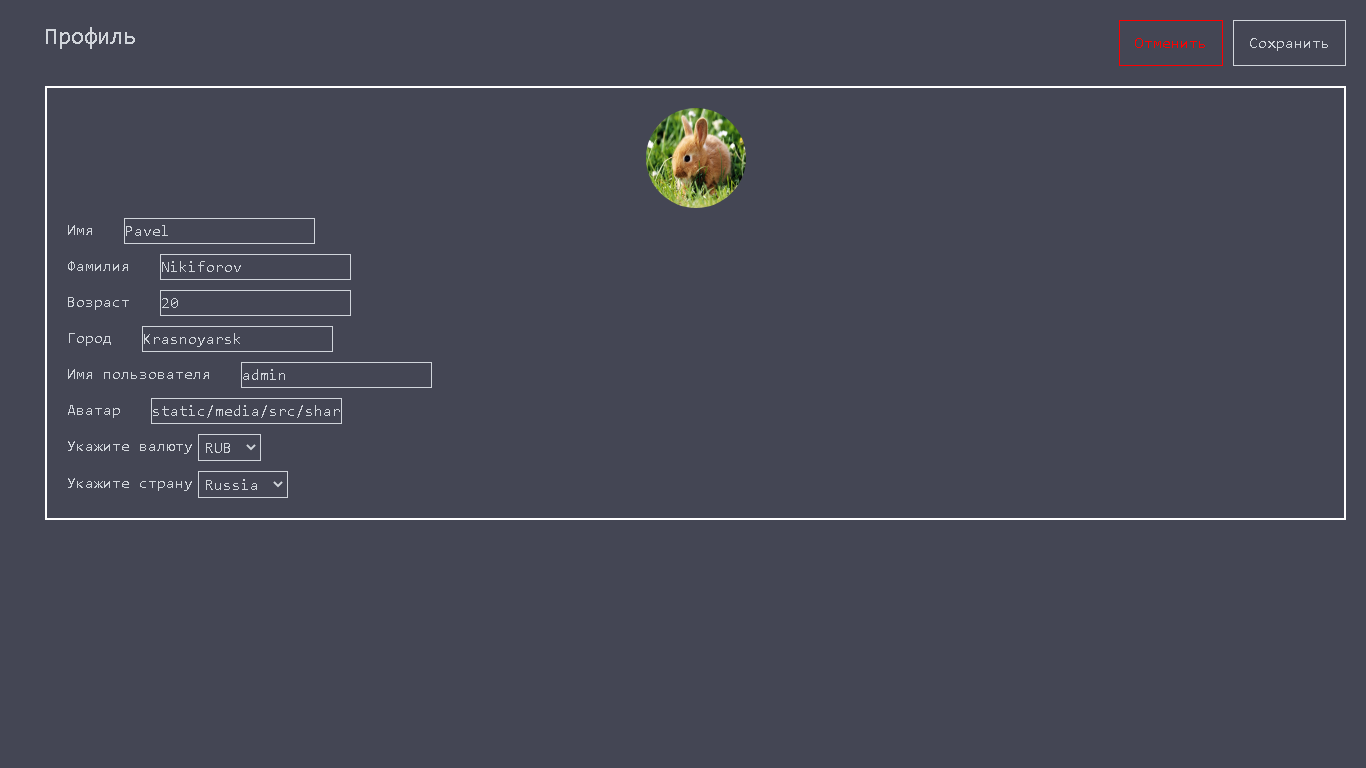 Профиль
Сохранить
Имя Pavel
Фамилия Nikiforov
Возраст 20
Город Krasnoyarsk
Имя пользователя admin
Аватар static/media/src/shar
Укажите валюту RUB
Укажите страну Russia